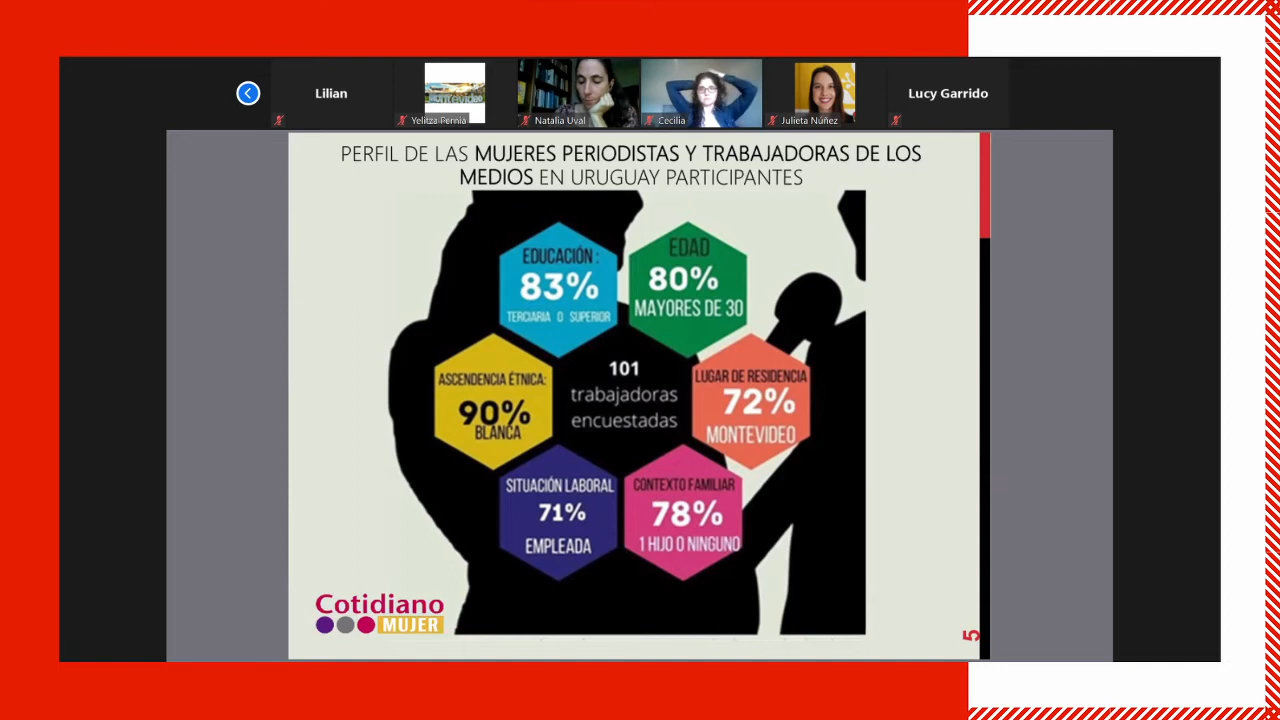 Lilian
Yelitza Pernia
Natalia Uval
Cecilia
Julieta Núñez
Lucy Garrido
PERFIL DE LAS MUJERES PERIODISTAS Y TRABAJADORAS DE LOS
MEDIOS EN URUGUAY PARTICIPANTES
EDUCACIÓN :
83%
TERCIARIA O SUPERIOR
EDAD
80%
MAYORES DE 30
ASCENDENCIA ÉTNICA:
90%
BLANCA
101
trabajadoras
encuestadas
LUGAR DE RESIDENCIA
72%
MONTEVIDEO
SITUACIÓN LABORAL
71%
EMPLEADA
CONTEXTO FAMILIAR
78%
1 HIJO O NINGUNO
Cotidiano
MUJER
5